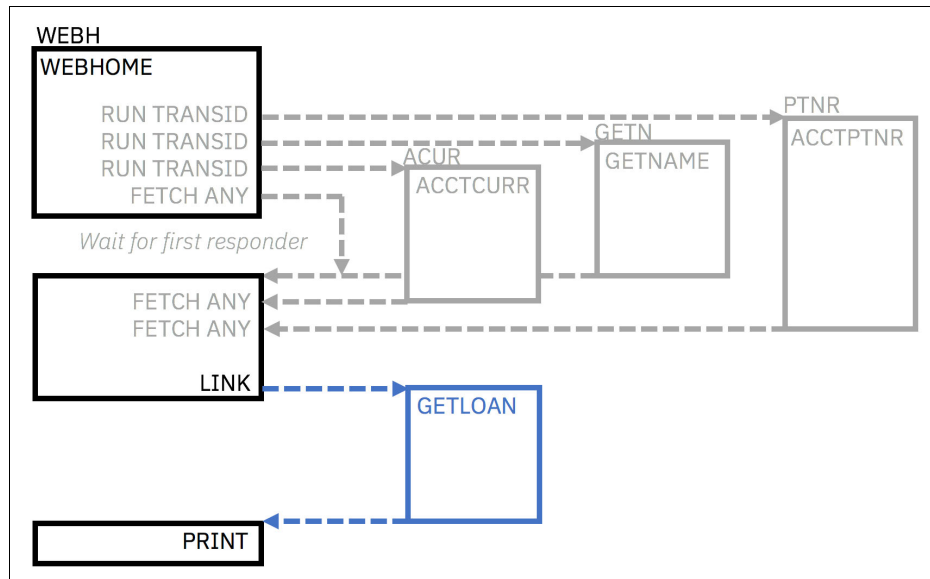 WEBH
WEBHOME
RUN TRANSID
RUN TRANSID
RUN TRANSID
FETCH ANY
Wait for first responder
PTNR
ACCTPTNR
GETN
GETNAME
ACUR
ACCTCURR
FETCH ANY
FETCH ANY
LINK
GETLOAN
PRINT